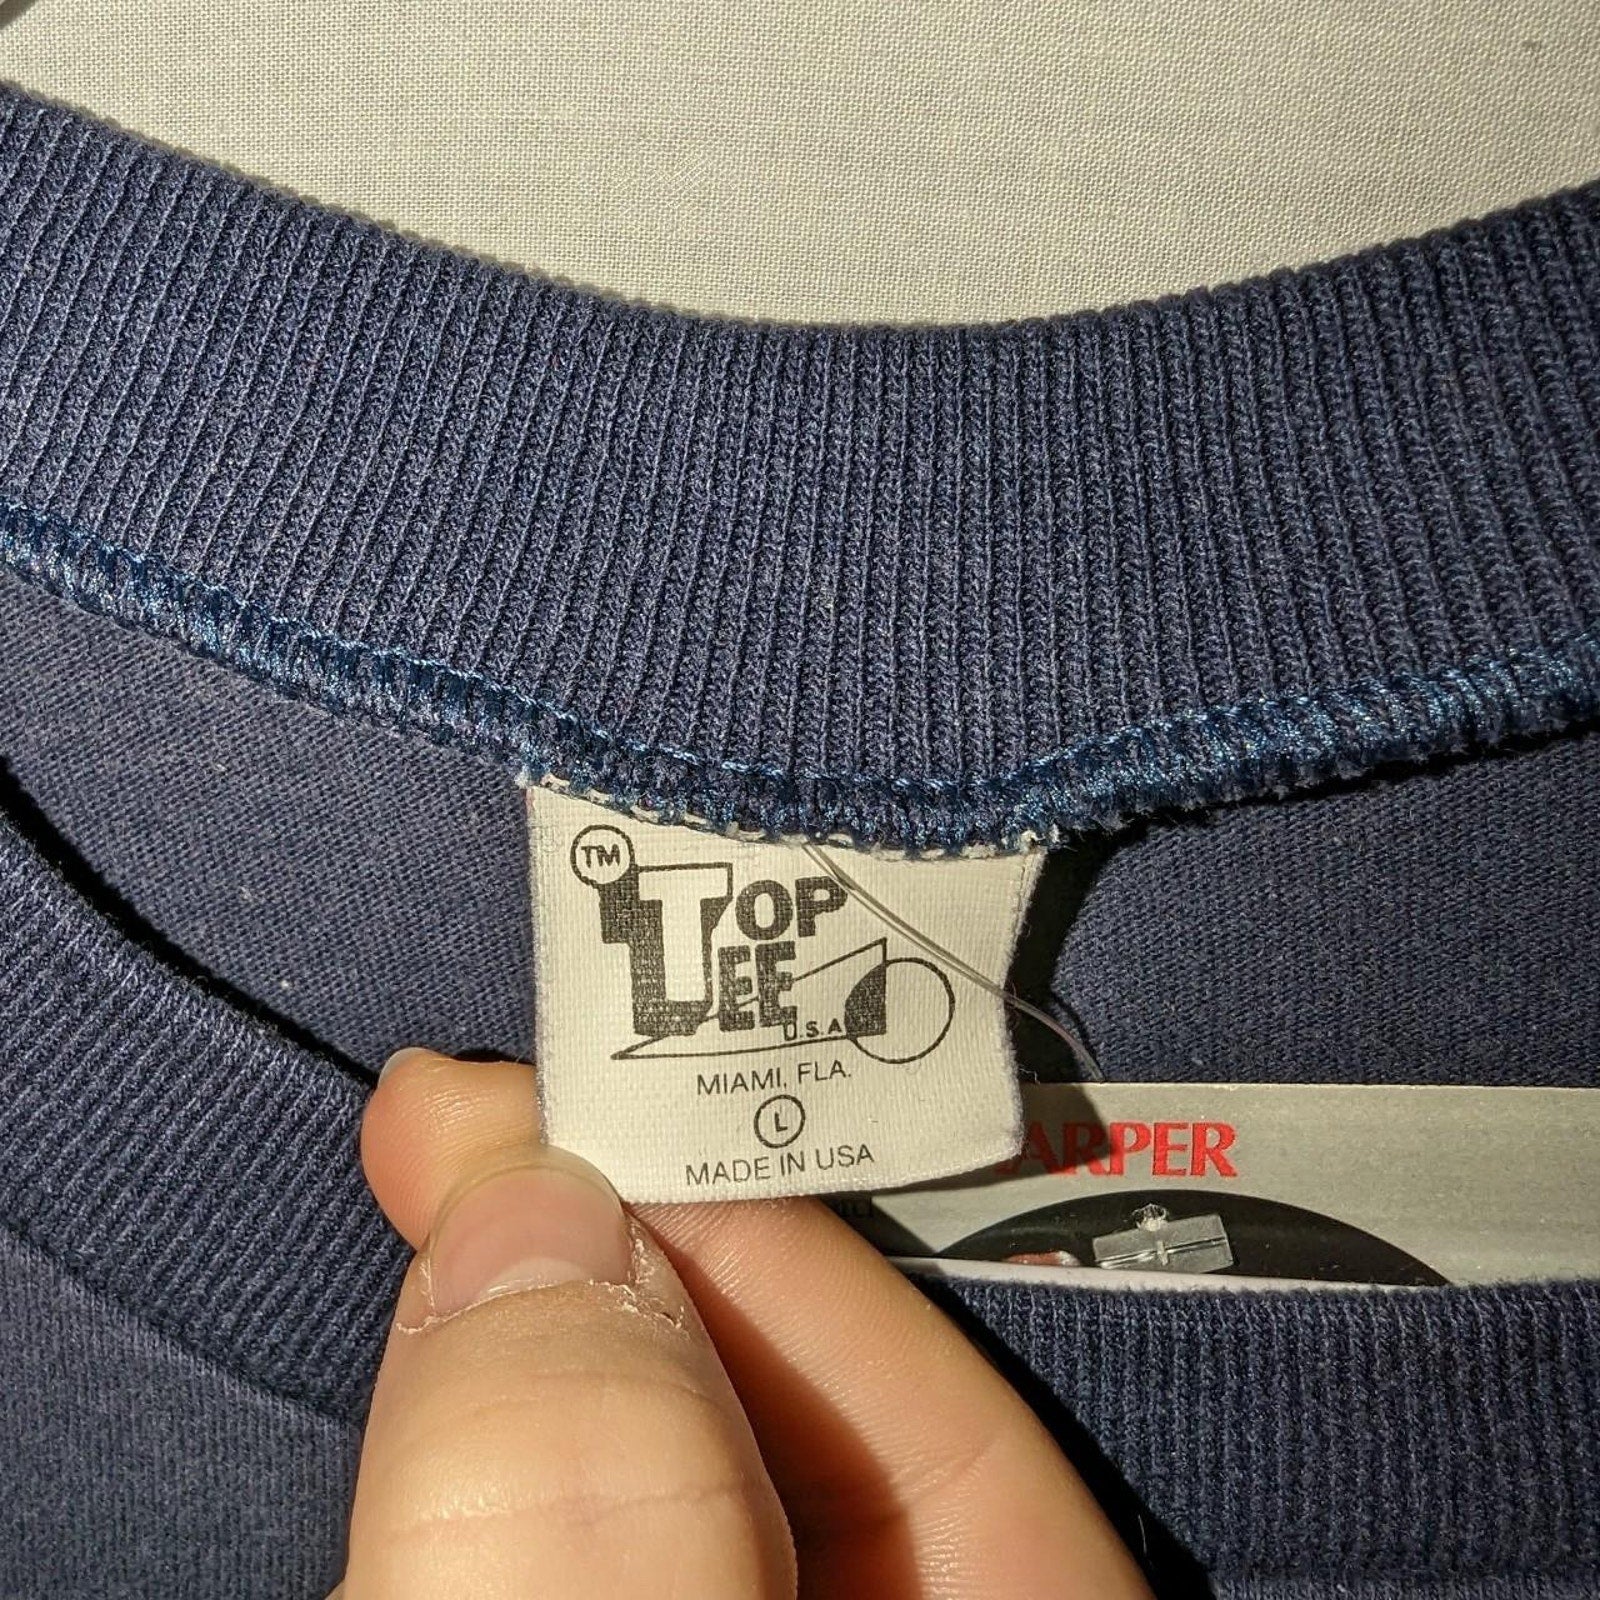 TM
TOP
TEE
U.S.A.
MIAMI, FLA.
L
MADE IN USA
ARPER